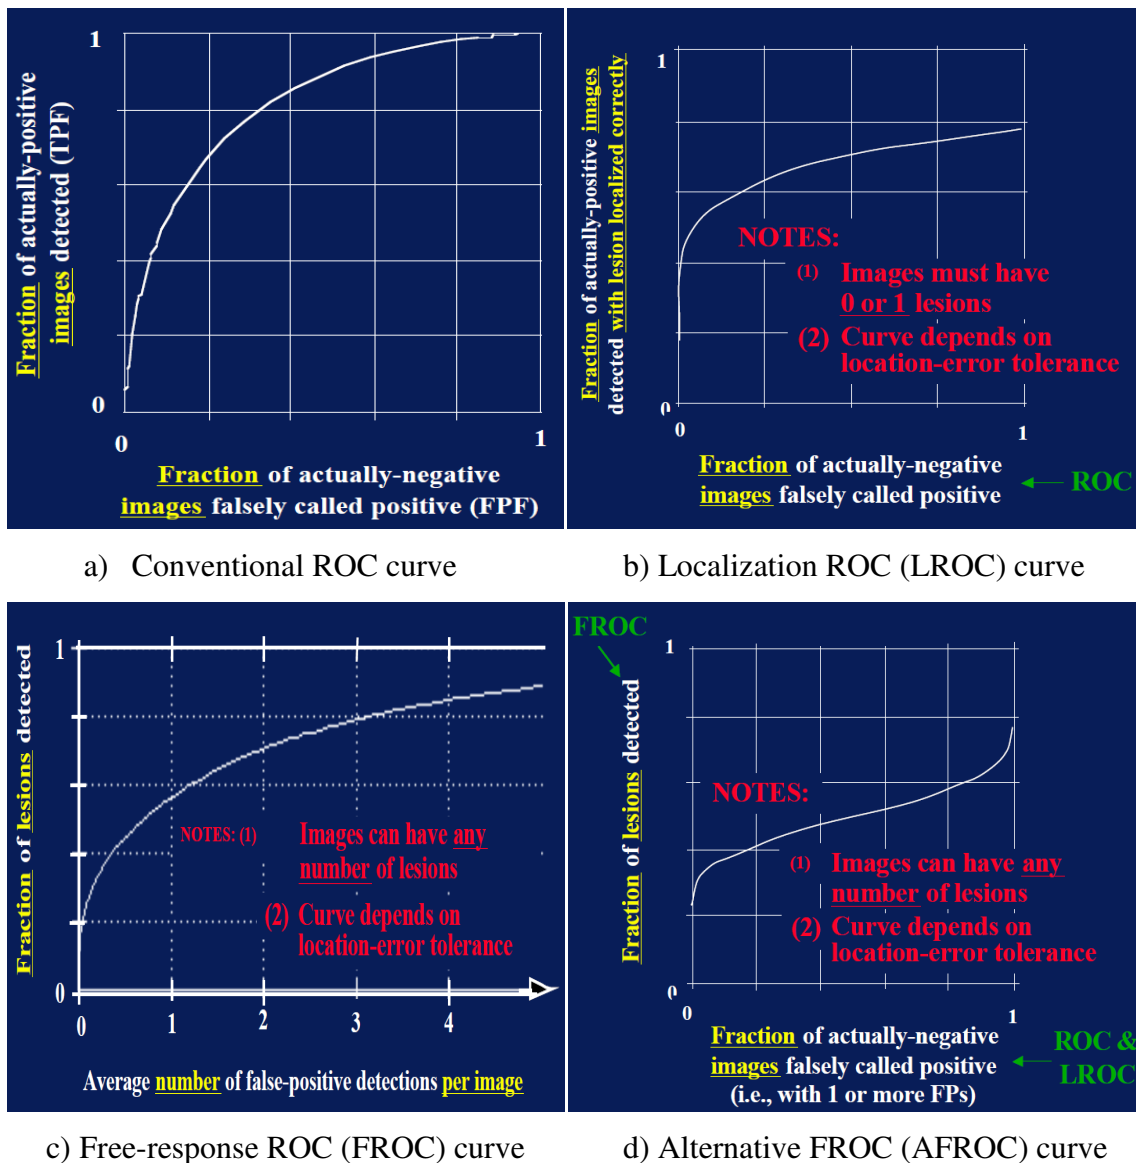 1
Fraction of actually-positive
images detected (TPF)
0
0
1
Fraction of actually-negative
images falsely called positive (FPF)
a) Conventional ROC curve
1
Fraction of actually-positive images
detected with lesion localized correctly
NOTES:
(1) Images must have
0 or 1 lesions
(2) Curve depends on
location-error tolerance
0
0
1
Fraction of actually-negative
images falsely called positive
ROC
b) Localization ROC (LROC) curve
1
Fraction of lesions detected
NOTES: (1) Images can have any
number of lesions
(2) Curve depends on
location-error tolerance
0
0 1 2 3 4
Average number of false-positive detections per image
c) Free-response ROC (FROC) curve
FROC
1
Fraction of lesions detected
NOTES:
(1) Images can have any
number of lesions
(2) Curve depends on
location-error tolerance
0
0
1
Fraction of actually-negative
images falsely called positive
(i.e., with 1 or more FPs)
ROC &
LROC
d) Alternative FROC (AFROC) curve